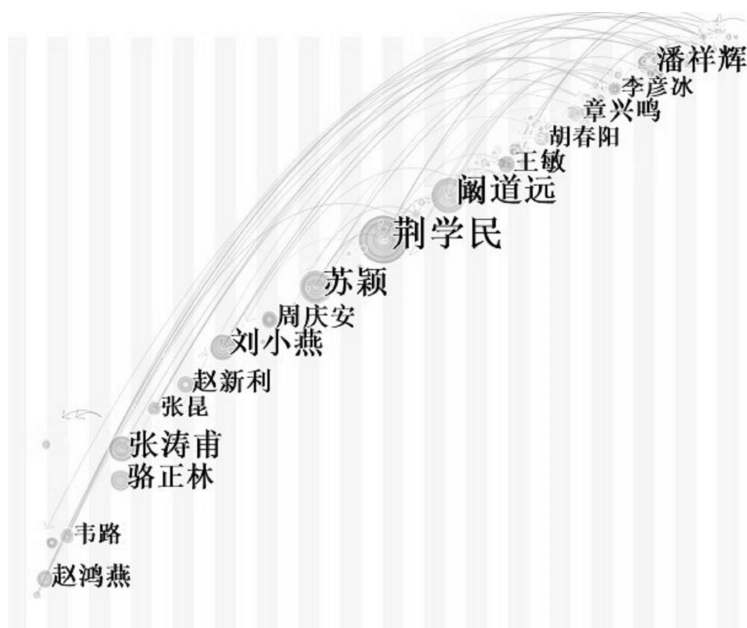 潘祥辉
李彦冰
章兴鸣
胡春阳
王敏
阚道远
荆学民
苏颖
周庆安
刘小燕
赵新利
张昆
张涛甫
骆正林
韦路
赵鸿燕